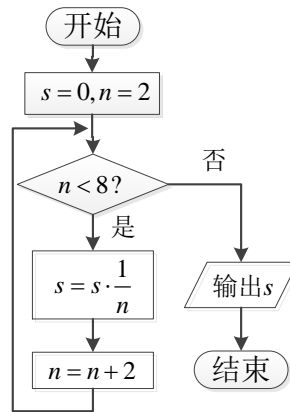 开始
s = 0, n = 2
n < 8?
否
是
s = s · 1/n
输出s
n = n + 2
结束